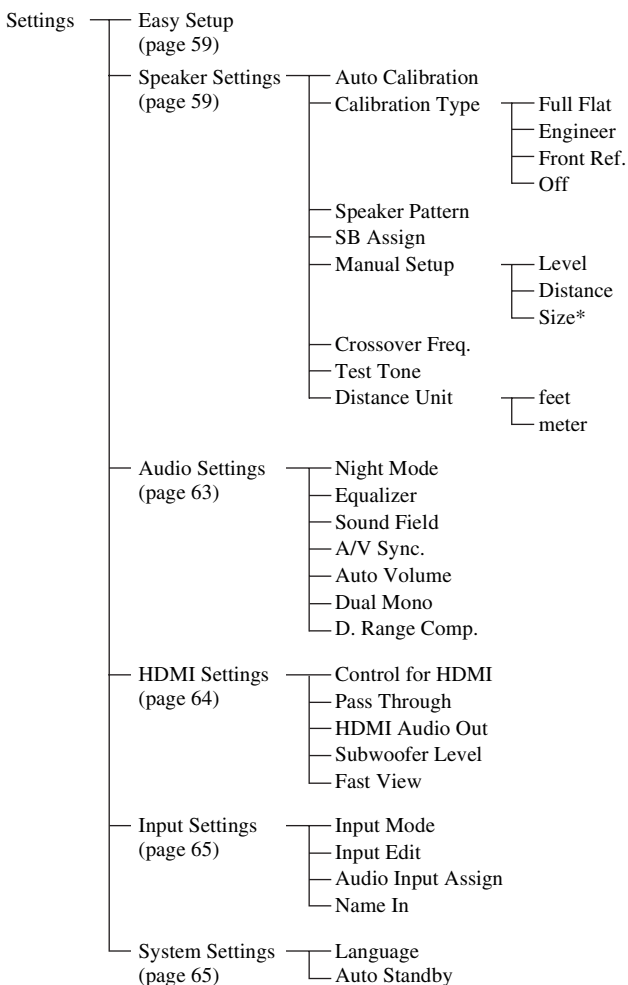 Settings
Easy Setup
(page 59)
Speaker Settings
(page 59)
Auto Calibration
Calibration Type
Full Flat
Engineer
Front Ref.
Off
Speaker Pattern
SB Assign
Manual Setup
Level
Distance
Size*
Crossover Freq.
Test Tone
Distance Unit
feet
meter
Audio Settings
(page 63)
Night Mode
Equalizer
Sound Field
A/V Sync.
Auto Volume
Dual Mono
D. Range Comp.
HDMI Settings
(page 64)
Control for HDMI
Pass Through
HDMI Audio Out
Subwoofer Level
Fast View
Input Settings
(page 65)
Input Mode
Input Edit
Audio Input Assign
Name In
System Settings
(page 65)
Language
Auto Standby